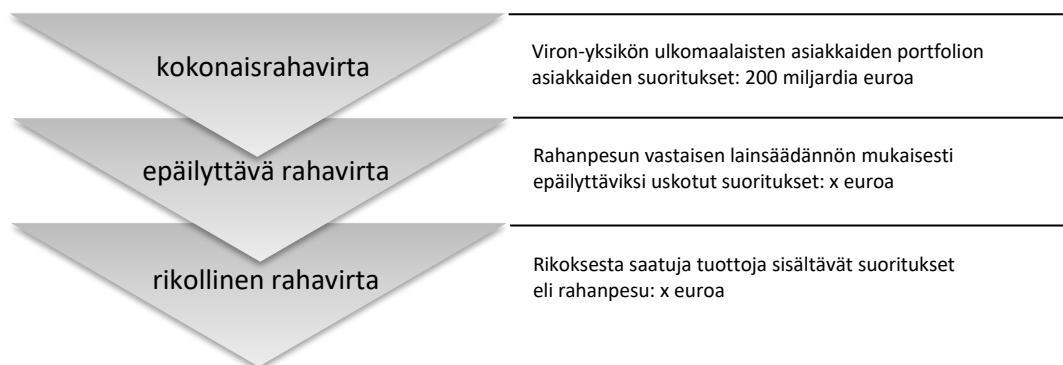 kokonaisrahavirta
Viron-yksikön ulkomaalaisten asiakkaiden portfolion
asiakkaiden suoritukset: 200 miljardia euroa
epäilyttävä rahavirta
Rahanpesun vastaisen lainsäädännön mukaisesti
epäilyttäviksi uskotut suoritukset: x euroa
rikollinen rahavirta
Rikoksesta saatuja tuottoja sisältävät suoritukset
eli rahanpesu: x euroa